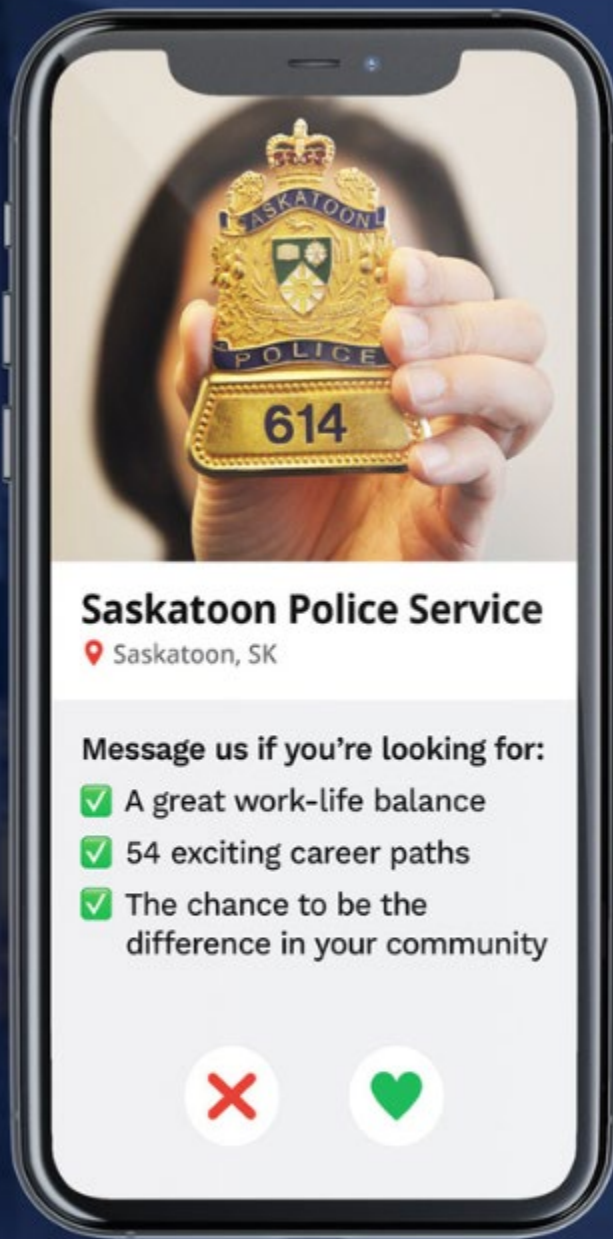 SASKATOON
POLICE
614
Saskatoon Police Service
Saskatoon, SK
Message us if you’re looking for:
A great work-life balance
54 exciting career paths
The chance to be the
difference in your community